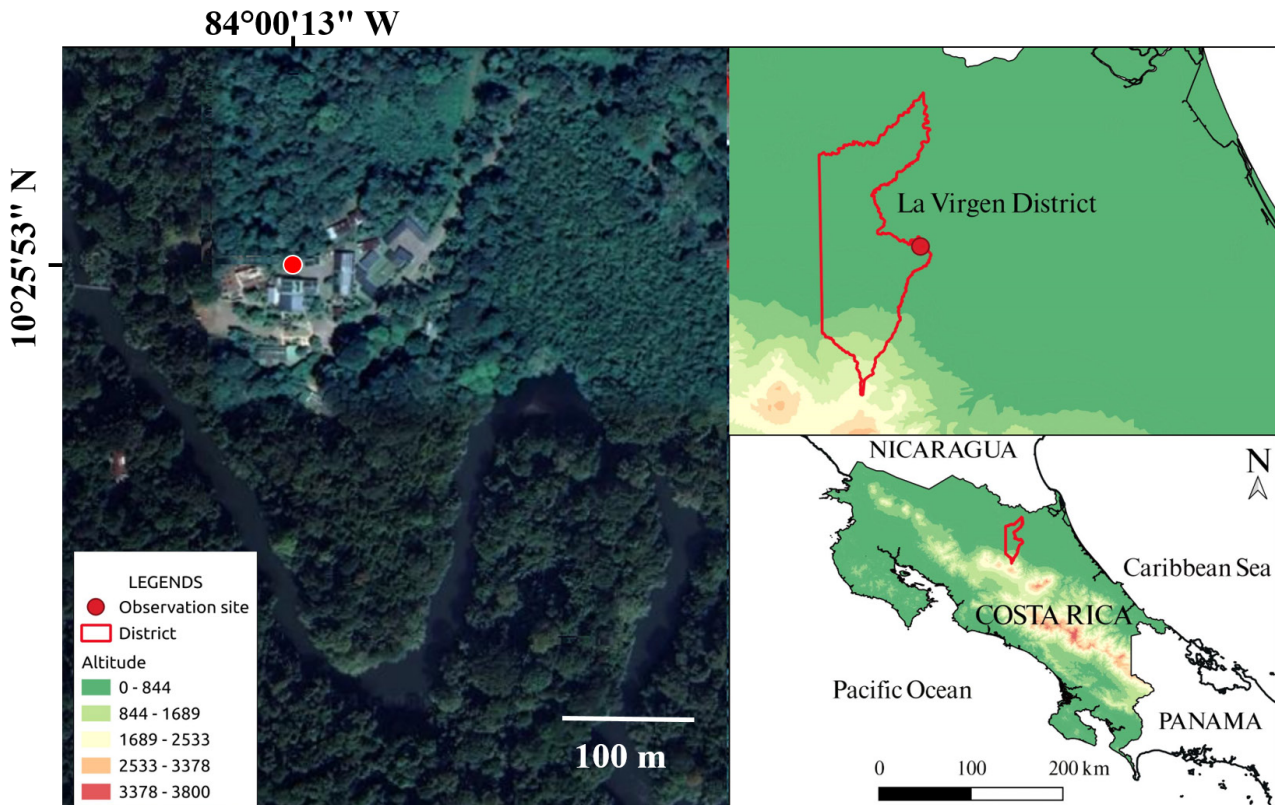 84°00'13" W
10°25'53" N
La Virgen District
NICARAGUA
N
Caribbean Sea
COSTA RICA
Pacific Ocean
PANAMA
0 100 200 km
LEGENDS
Observation site
District
Altitude
0 - 844
844 - 1689
1689 - 2533
2533 - 3378
3378 - 3800
100 m